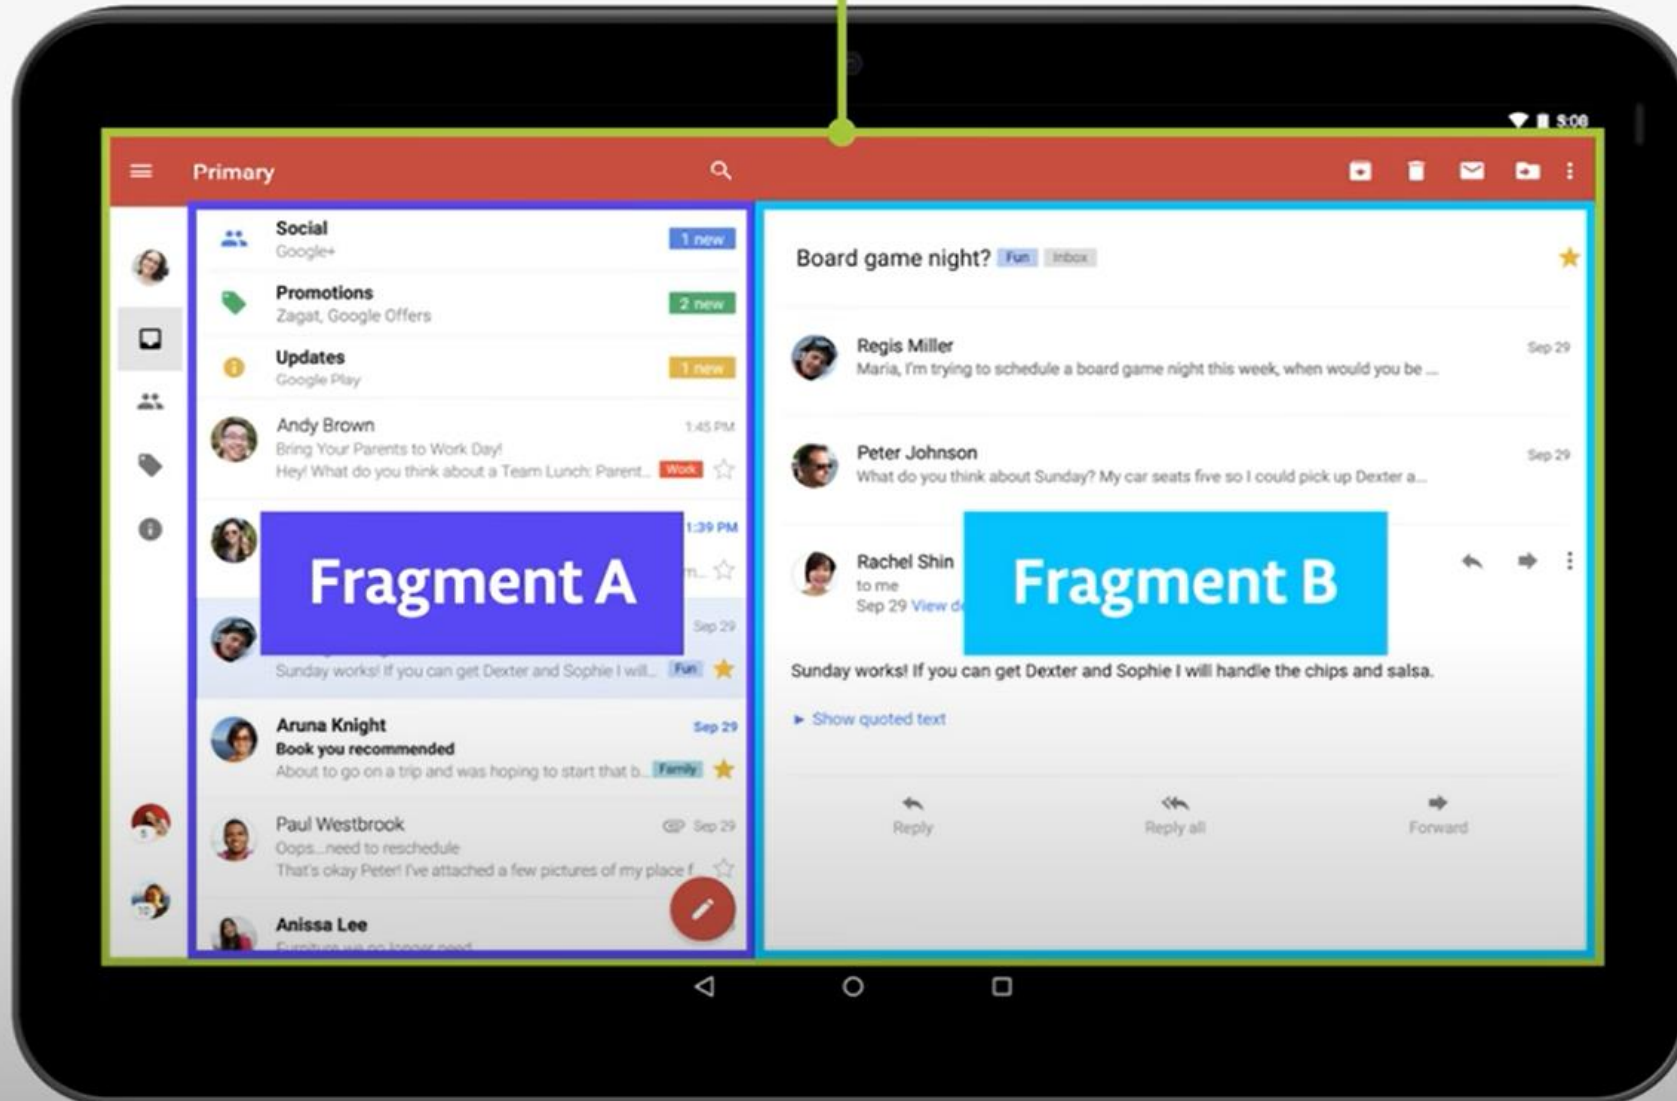 8:00
Primary
Social
Google+
1 new
Promotions
Zagat, Google Offers
2 new
Updates
Google Play
1 new
Andy Brown
1:45 PM
Bring Your Parents to Work Day!
Hey! What do you think about a Team Lunch: Parent...
Work
1:39 PM
Fragment A
Sep 29
Sunday works! If you can get Dexter and Sophie I will...
Fun
Aruna Knight
Sep 29
Book you recommended
About to go on a trip and was hoping to start that b...
Family
Paul Westbrook
Sep 29
Oops...need to reschedule
That's okay Peter! I've attached a few pictures of my place f
Anissa Lee
Furniture we no longer need
5
10
Board game night?
Fun
Inbox
Regis Miller
Sep 29
Maria, I'm trying to schedule a board game night this week, when would you be ...
Peter Johnson
Sep 29
What do you think about Sunday? My car seats five so I could pick up Dexter a...
Rachel Shin
to me
Sep 29 View
Fragment B
Sunday works! If you can get Dexter and Sophie I will handle the chips and salsa.
Show quoted text
Reply
Reply all
Forward